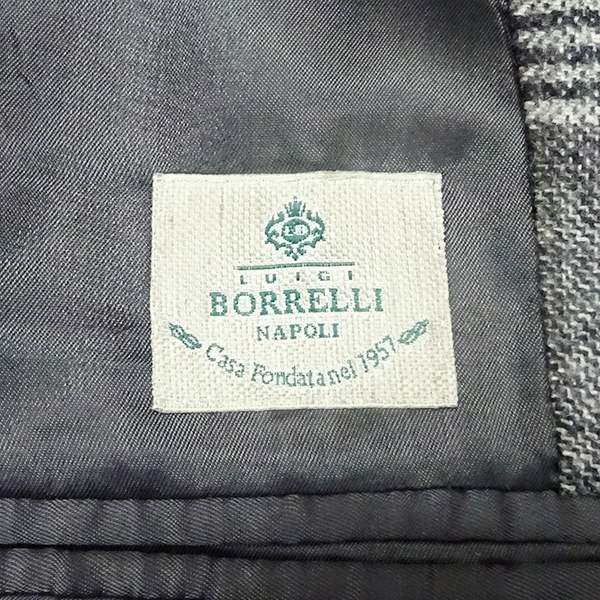 LUIGI
BORRELLI
NAPOLI
Casa Fondata nel 1957